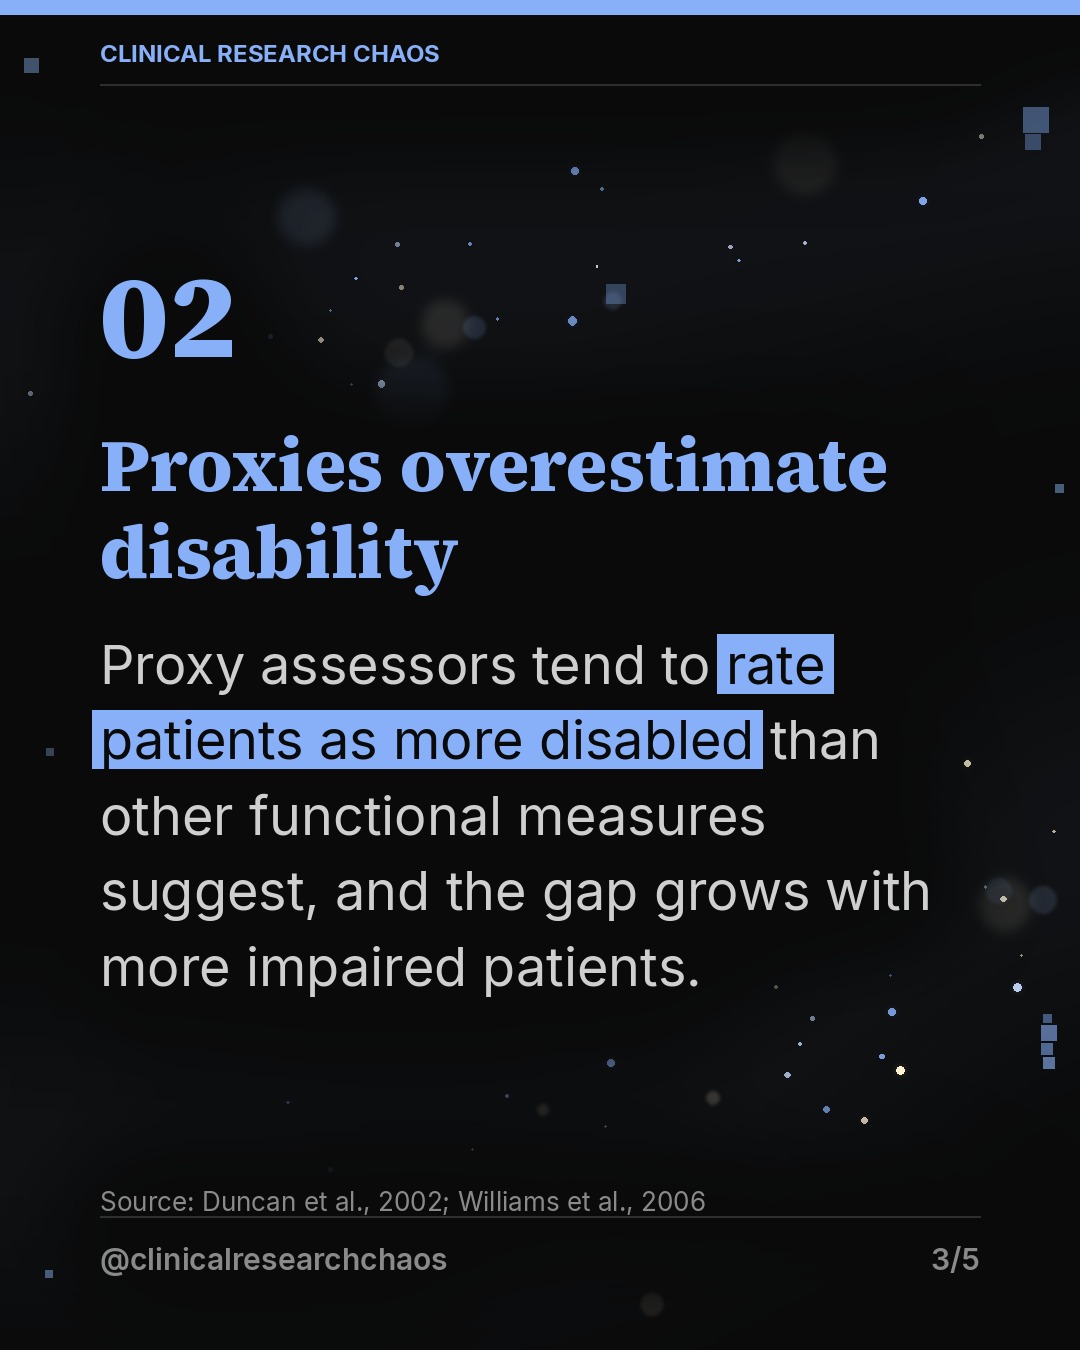 CLINICAL RESEARCH CHAOS
02
Proxies overestimate
disability
Proxy assessors tend to rate
patients as more disabled than
other functional measures
suggest, and the gap grows with
more impaired patients.
Source: Duncan et al., 2002; Williams et al., 2006
@clinicalresearchchaos
3/5